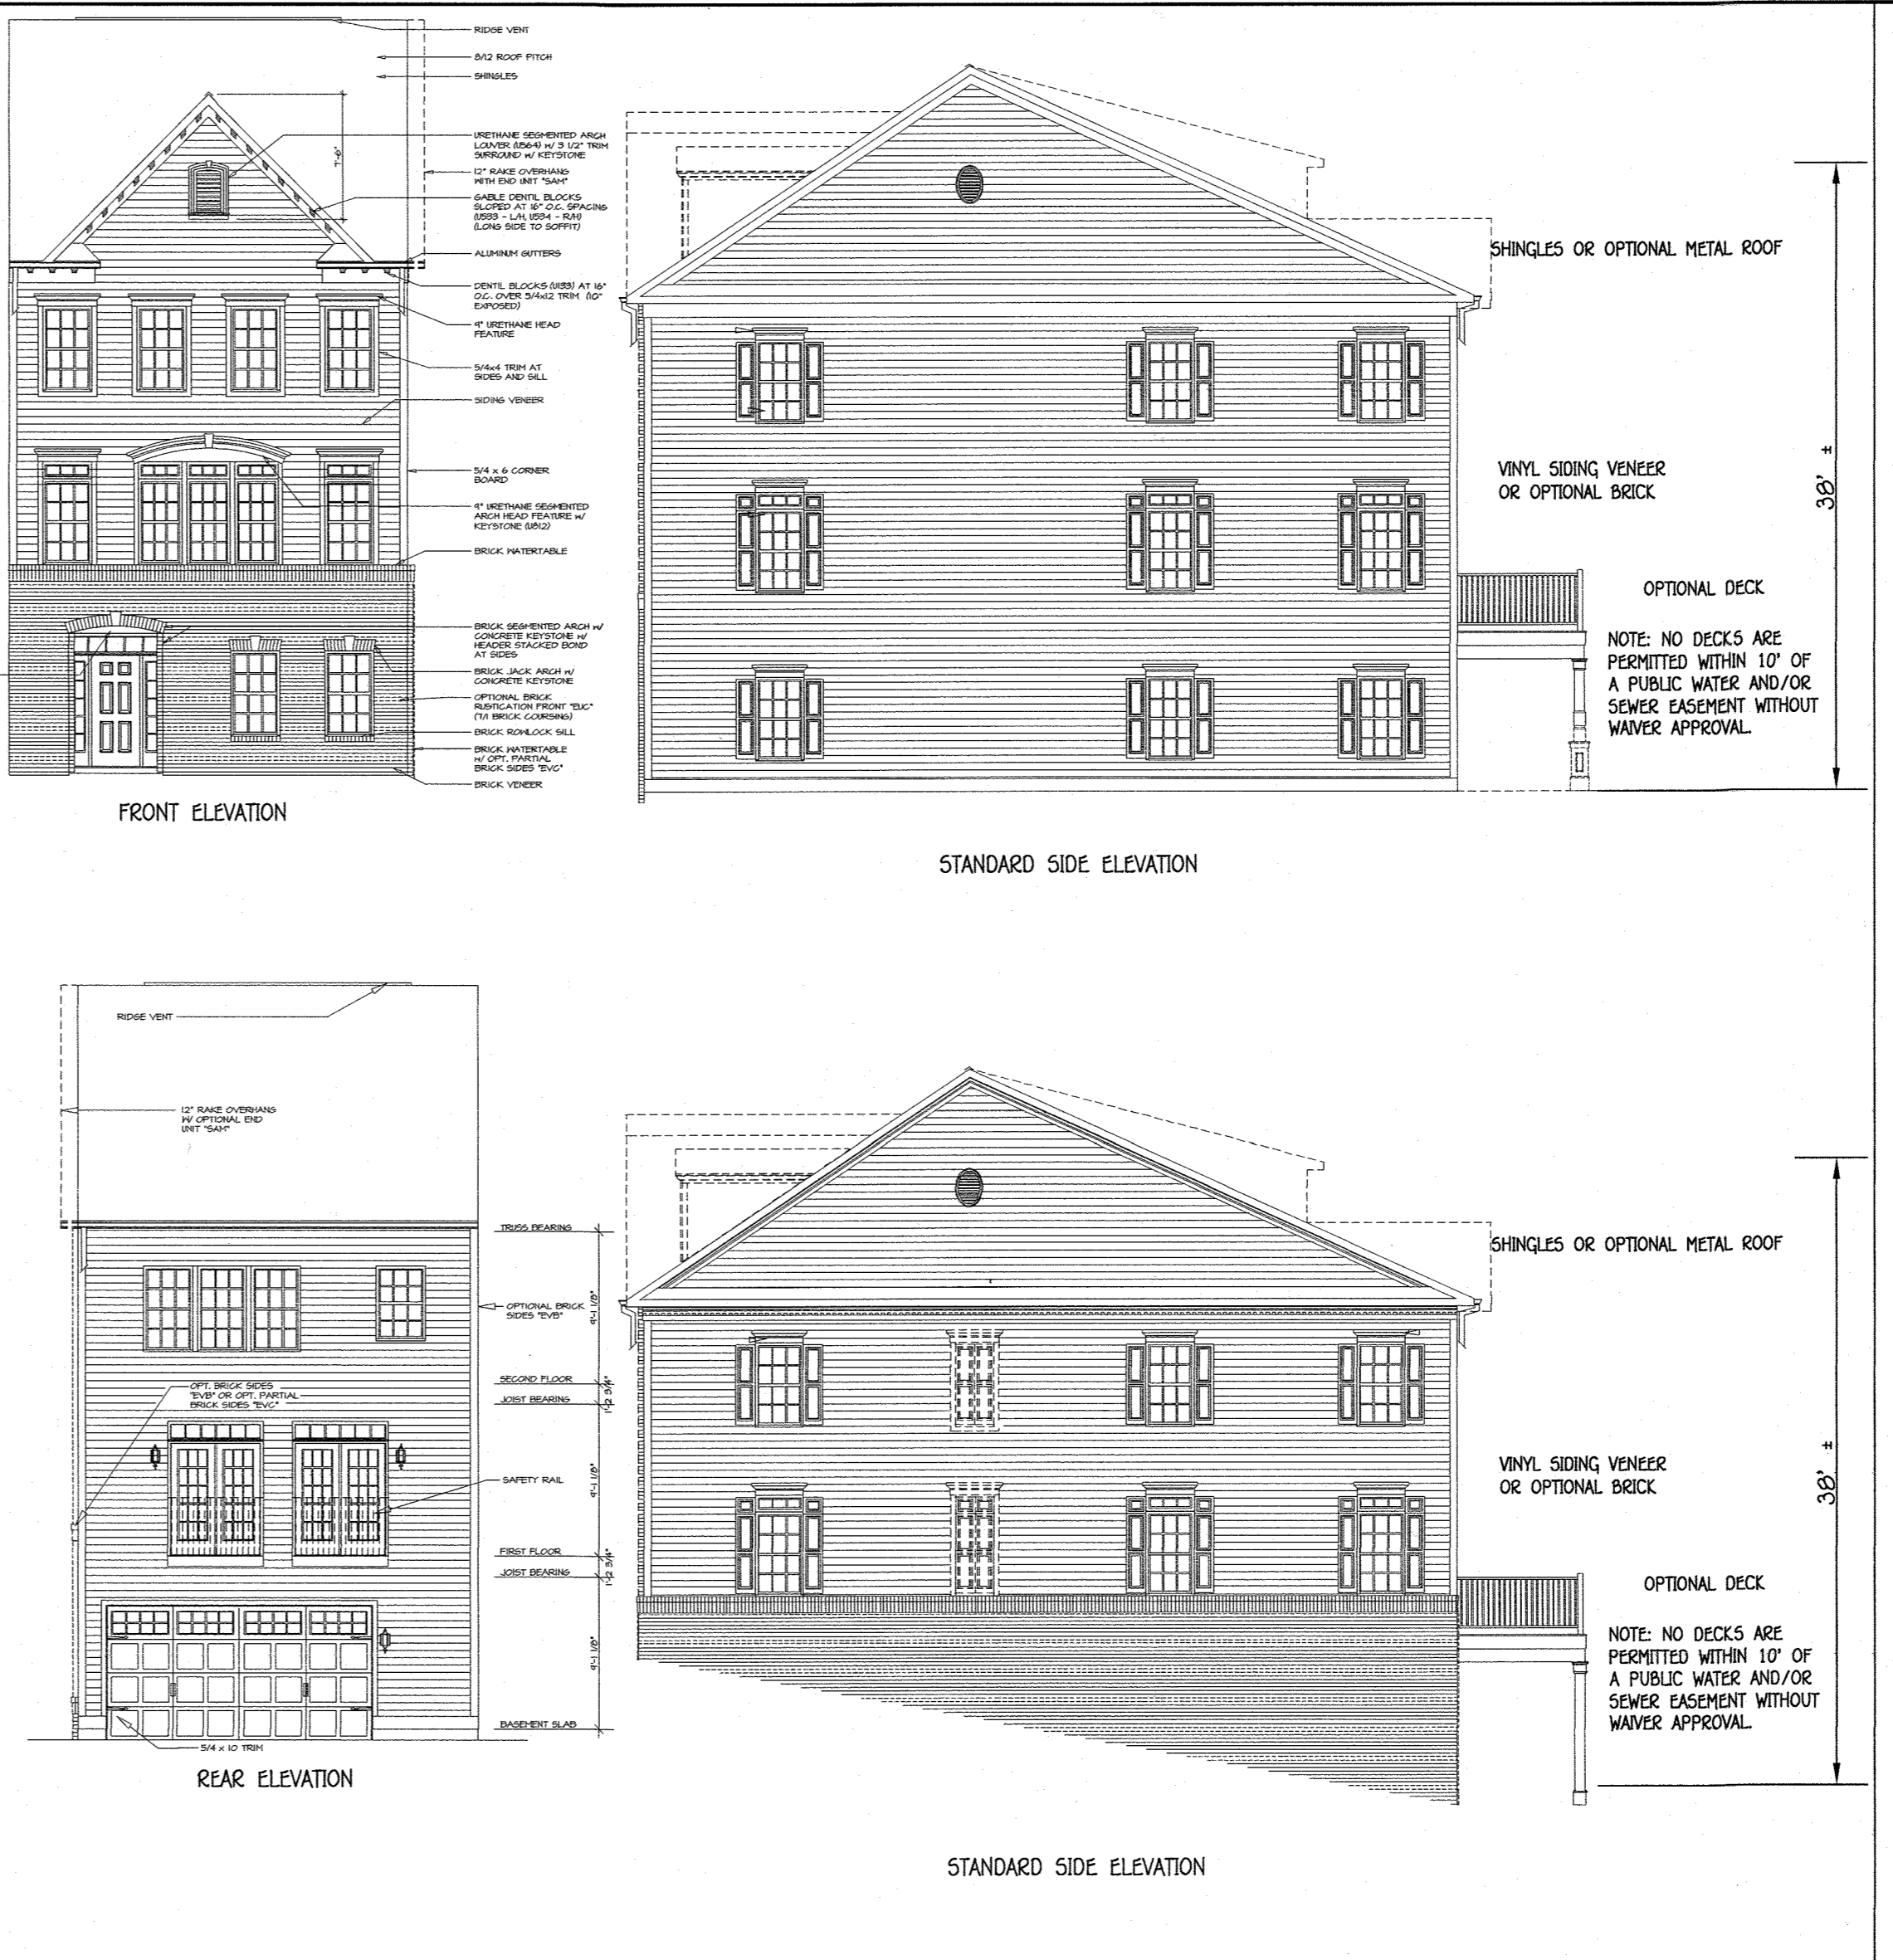 RIDGE VENT
8/12 ROOF PITCH
SHINGLES
URETHANE SEGMENTED ARCH
LOUVER (U564) W/ 3 1/2" TRIM
SURROUND W/ KEYSTONE
7'-6"
12" RAKE OVERHANG
WITH END UNIT "SAM"
GABLE DENTIL BLOCKS
SLOPED AT 16" O.C. SPACING
(U533 - L/H, U534 - R/H)
(LONG SIDE TO SOFFIT)
ALUMINUM GUTTERS
DENTIL BLOCKS (U133) AT 16"
O.C. OVER 5/4x12 TRIM (10"
EXPOSED)
9" URETHANE HEAD
FEATURE
5/4x4 TRIM AT
SIDES AND SILL
SIDING VENEER
5/4 x 6 CORNER
BOARD
9" URETHANE SEGMENTED
ARCH HEAD FEATURE W/
KEYSTONE (U812)
BRICK WATERTABLE
BRICK SEGMENTED ARCH W/
CONCRETE KEYSTONE W/
HEADER STACKED BOND
AT SIDES
BRICK JACK ARCH W/
CONCRETE KEYSTONE
OPTIONAL BRICK
RUSTICATION FRONT "EUC"
(7/1 BRICK COURSING)
BRICK ROWLOCK SILL
BRICK WATERTABLE
W/ OPT. PARTIAL
BRICK SIDES "EVC"
BRICK VENEER
FRONT ELEVATION
SHINGLES OR OPTIONAL METAL ROOF
VINYL SIDING VENEER
OR OPTIONAL BRICK
38' ±
OPTIONAL DECK
NOTE: NO DECKS ARE
PERMITTED WITHIN 10' OF
A PUBLIC WATER AND/OR
SEWER EASEMENT WITHOUT
WAIVER APPROVAL.
STANDARD SIDE ELEVATION
RIDGE VENT
12" RAKE OVERHANG
W/ OPTIONAL END
UNIT "SAM"
TRUSS BEARING
OPTIONAL BRICK
SIDES "EVB"
9'-1 1/8"
SECOND FLOOR
OPT. BRICK SIDES
"EVB" OR OPT. PARTIAL
BRICK SIDES "EVC"
JOIST BEARING
1'-2 3/4"
SAFETY RAIL
9'-1 1/8"
FIRST FLOOR
JOIST BEARING
1'-2 3/4"
9'-1 1/8"
BASEMENT SLAB
5/4 x 10 TRIM
REAR ELEVATION
SHINGLES OR OPTIONAL METAL ROOF
VINYL SIDING VENEER
OR OPTIONAL BRICK
38' ±
OPTIONAL DECK
NOTE: NO DECKS ARE
PERMITTED WITHIN 10' OF
A PUBLIC WATER AND/OR
SEWER EASEMENT WITHOUT
WAIVER APPROVAL.
STANDARD SIDE ELEVATION